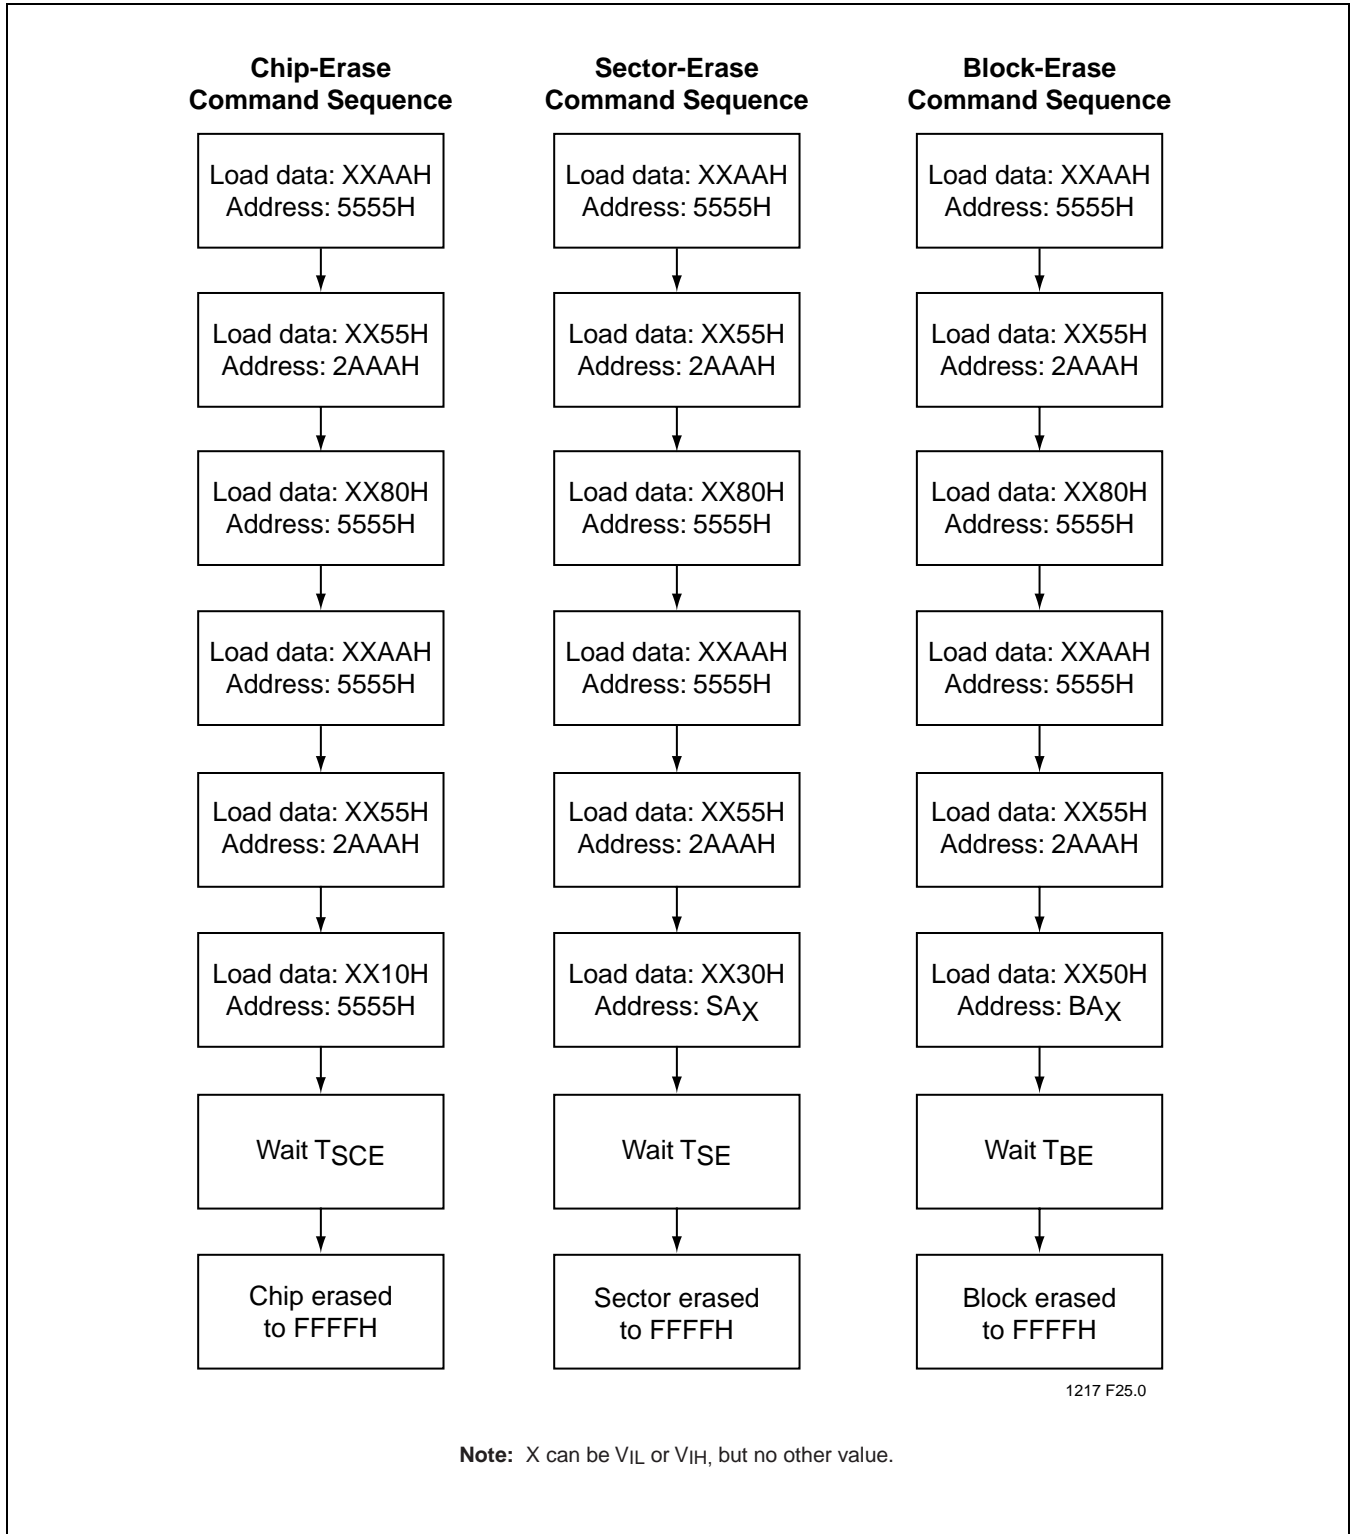 Chip-Erase
Command Sequence
Load data: XXAAH
Address: 5555H
Load data: XX55H
Address: 2AAAH
Load data: XX80H
Address: 5555H
Load data: XXAAH
Address: 5555H
Load data: XX55H
Address: 2AAAH
Load data: XX10H
Address: 5555H
Wait TSCE
Chip erased
to FFFFH
Sector-Erase
Command Sequence
Load data: XXAAH
Address: 5555H
Load data: XX55H
Address: 2AAAH
Load data: XX80H
Address: 5555H
Load data: XXAAH
Address: 5555H
Load data: XX55H
Address: 2AAAH
Load data: XX30H
Address: SAX
Wait TSE
Sector erased
to FFFFH
Block-Erase
Command Sequence
Load data: XXAAH
Address: 5555H
Load data: XX55H
Address: 2AAAH
Load data: XX80H
Address: 5555H
Load data: XXAAH
Address: 5555H
Load data: XX55H
Address: 2AAAH
Load data: XX50H
Address: BAX
Wait TBE
Block erased
to FFFFH
1217 F25.0
Note: X can be VIL or VIH, but no other value.